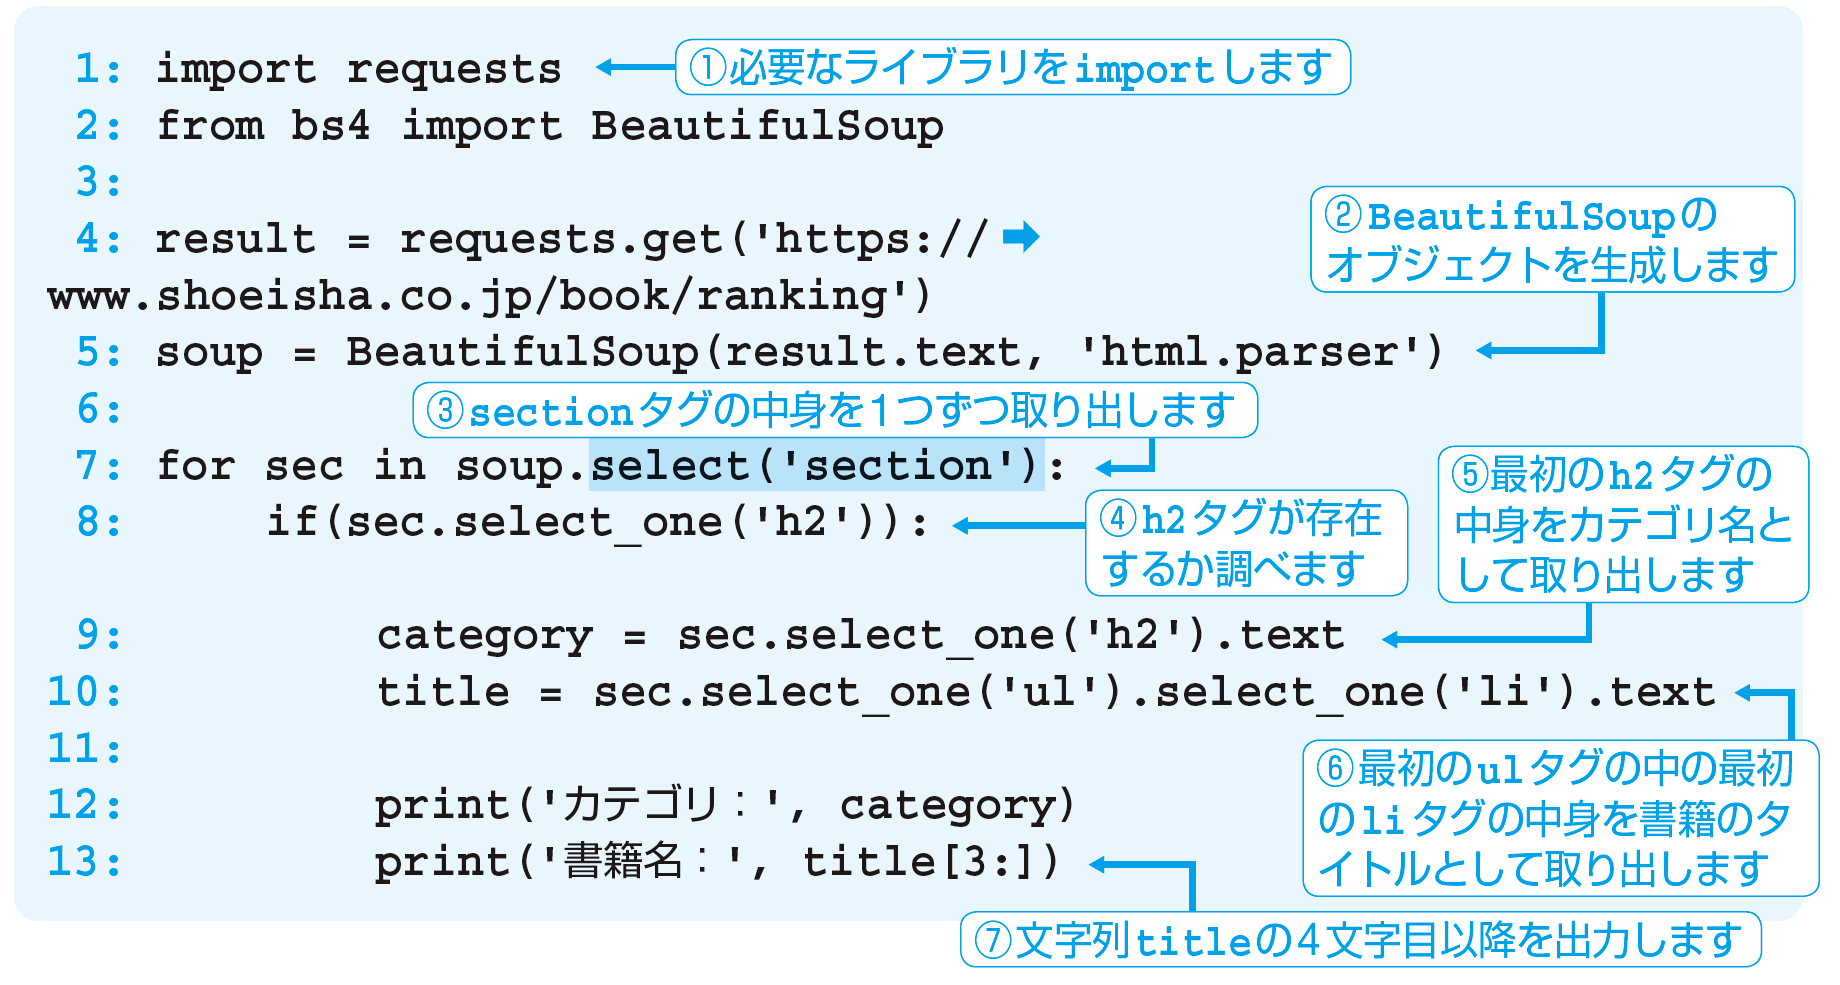 1: import requests
①必要なライブラリをimportします
2: from bs4 import BeautifulSoup
3:
②BeautifulSoupの
オブジェクトを生成します
4: result = requests.get('https://
www.shoeisha.co.jp/book/ranking')
5: soup = BeautifulSoup(result.text, 'html.parser')
6:
③sectionタグの中身を1つずつ取り出します
7: for sec in soup.select('section'):
8: if(sec.select_one('h2')):
④h2タグが存在
するか調べます
⑤最初のh2タグの
中身をカテゴリ名と
して取り出します
9: category = sec.select_one('h2').text
10: title = sec.select_one('ul').select_one('li').text
11:
⑥最初のulタグの中の最初
のliタグの中身を書籍のタ
イトルとして取り出します
12: print('カテゴリ：', category)
13: print('書籍名：', title[3:])
⑦文字列titleの4文字目以降を出力します